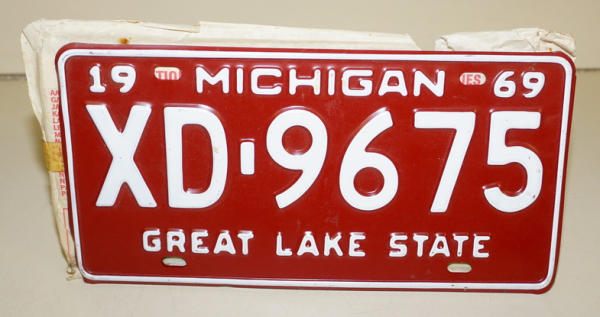 19 MICHIGAN 69
XD-9675
GREAT LAKE STATE